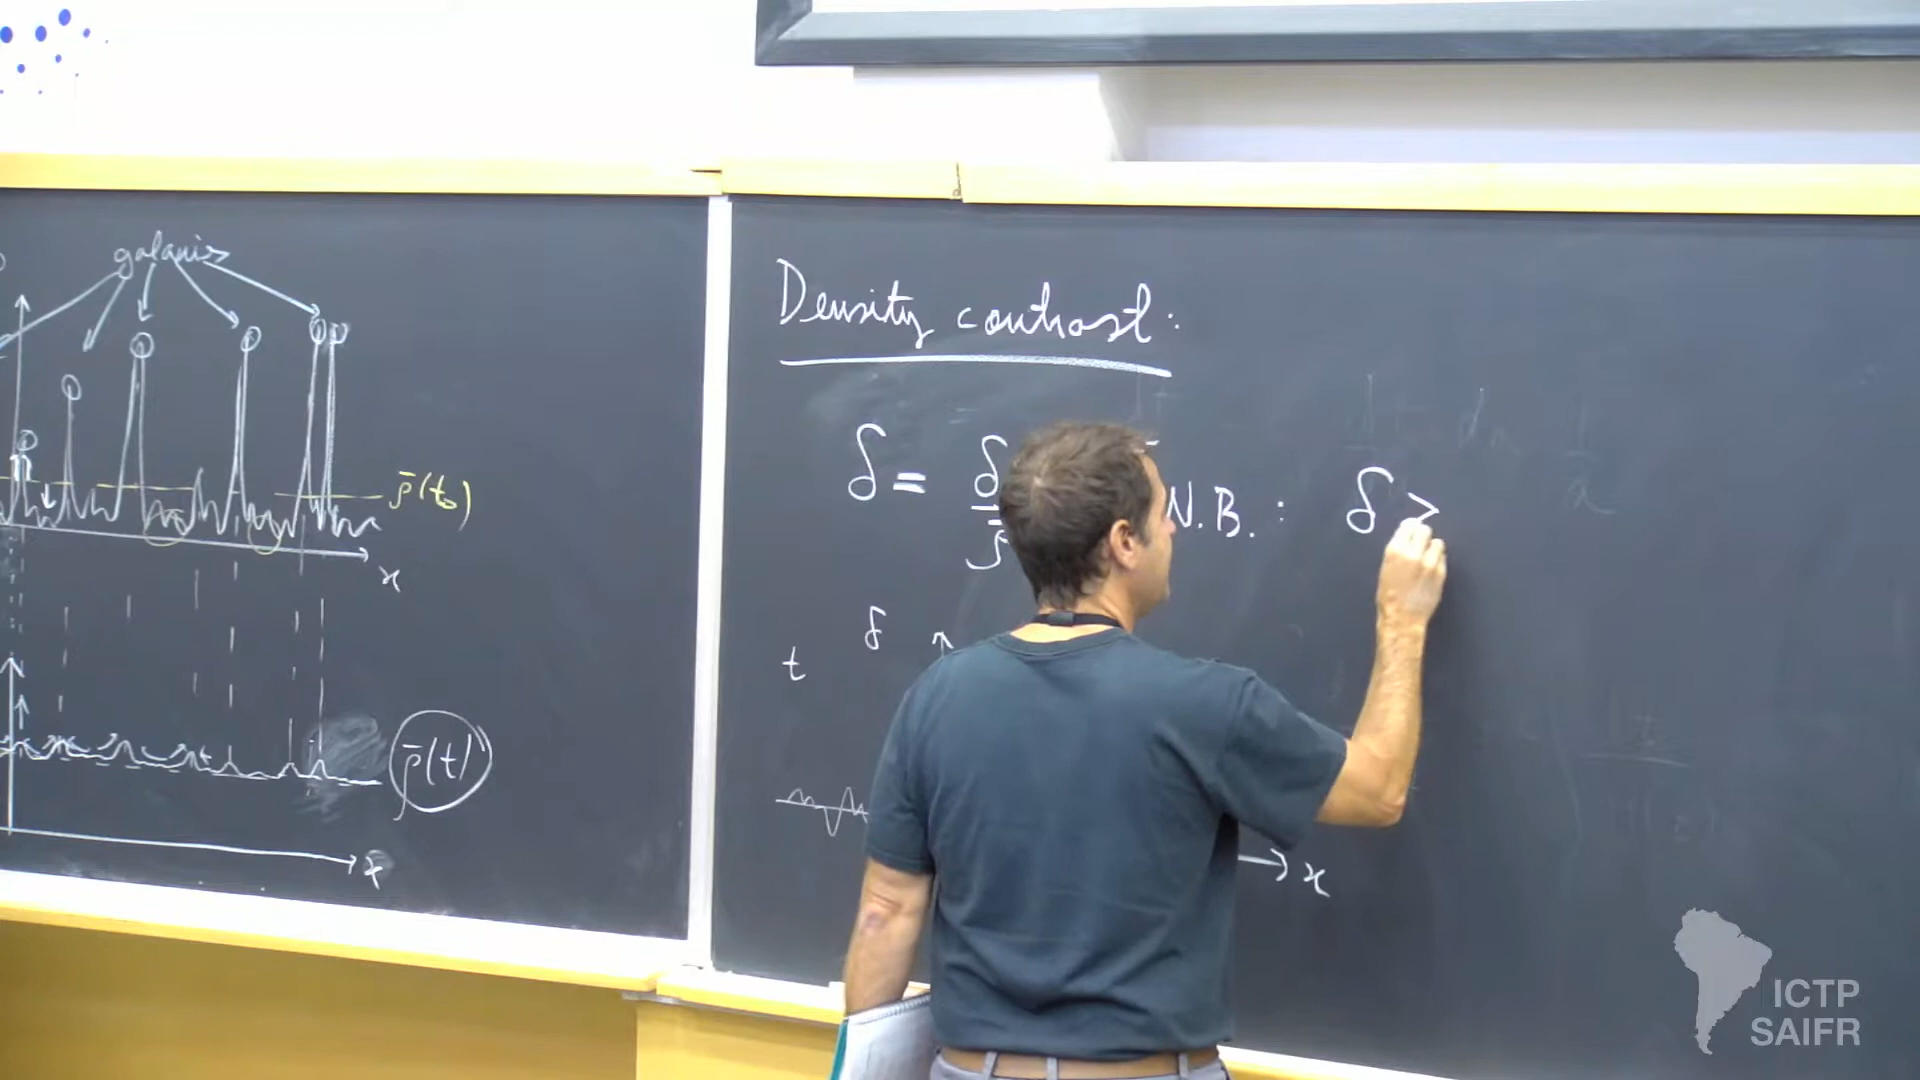 galaxies
ρ̄(t₀)
x
ρ̄(t)
x
Density contrast:
δ = δ
ρ̄
N.B. : δ ≥
δ
t
x
ICTP
SAIFR